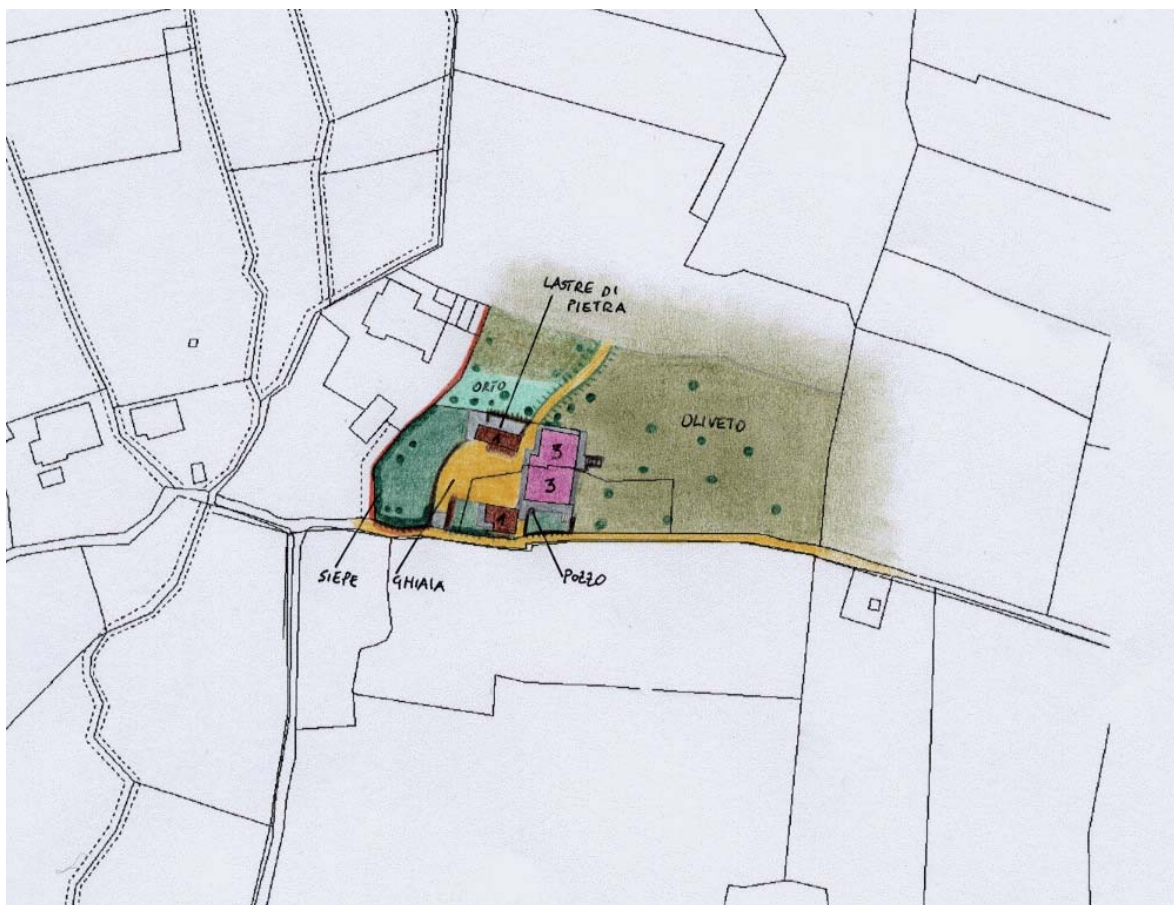 LASTRE DI
PIETRA
ORTO
OLIVETO
1
3
3
1
SIEPE
GHIAIA
POZZO